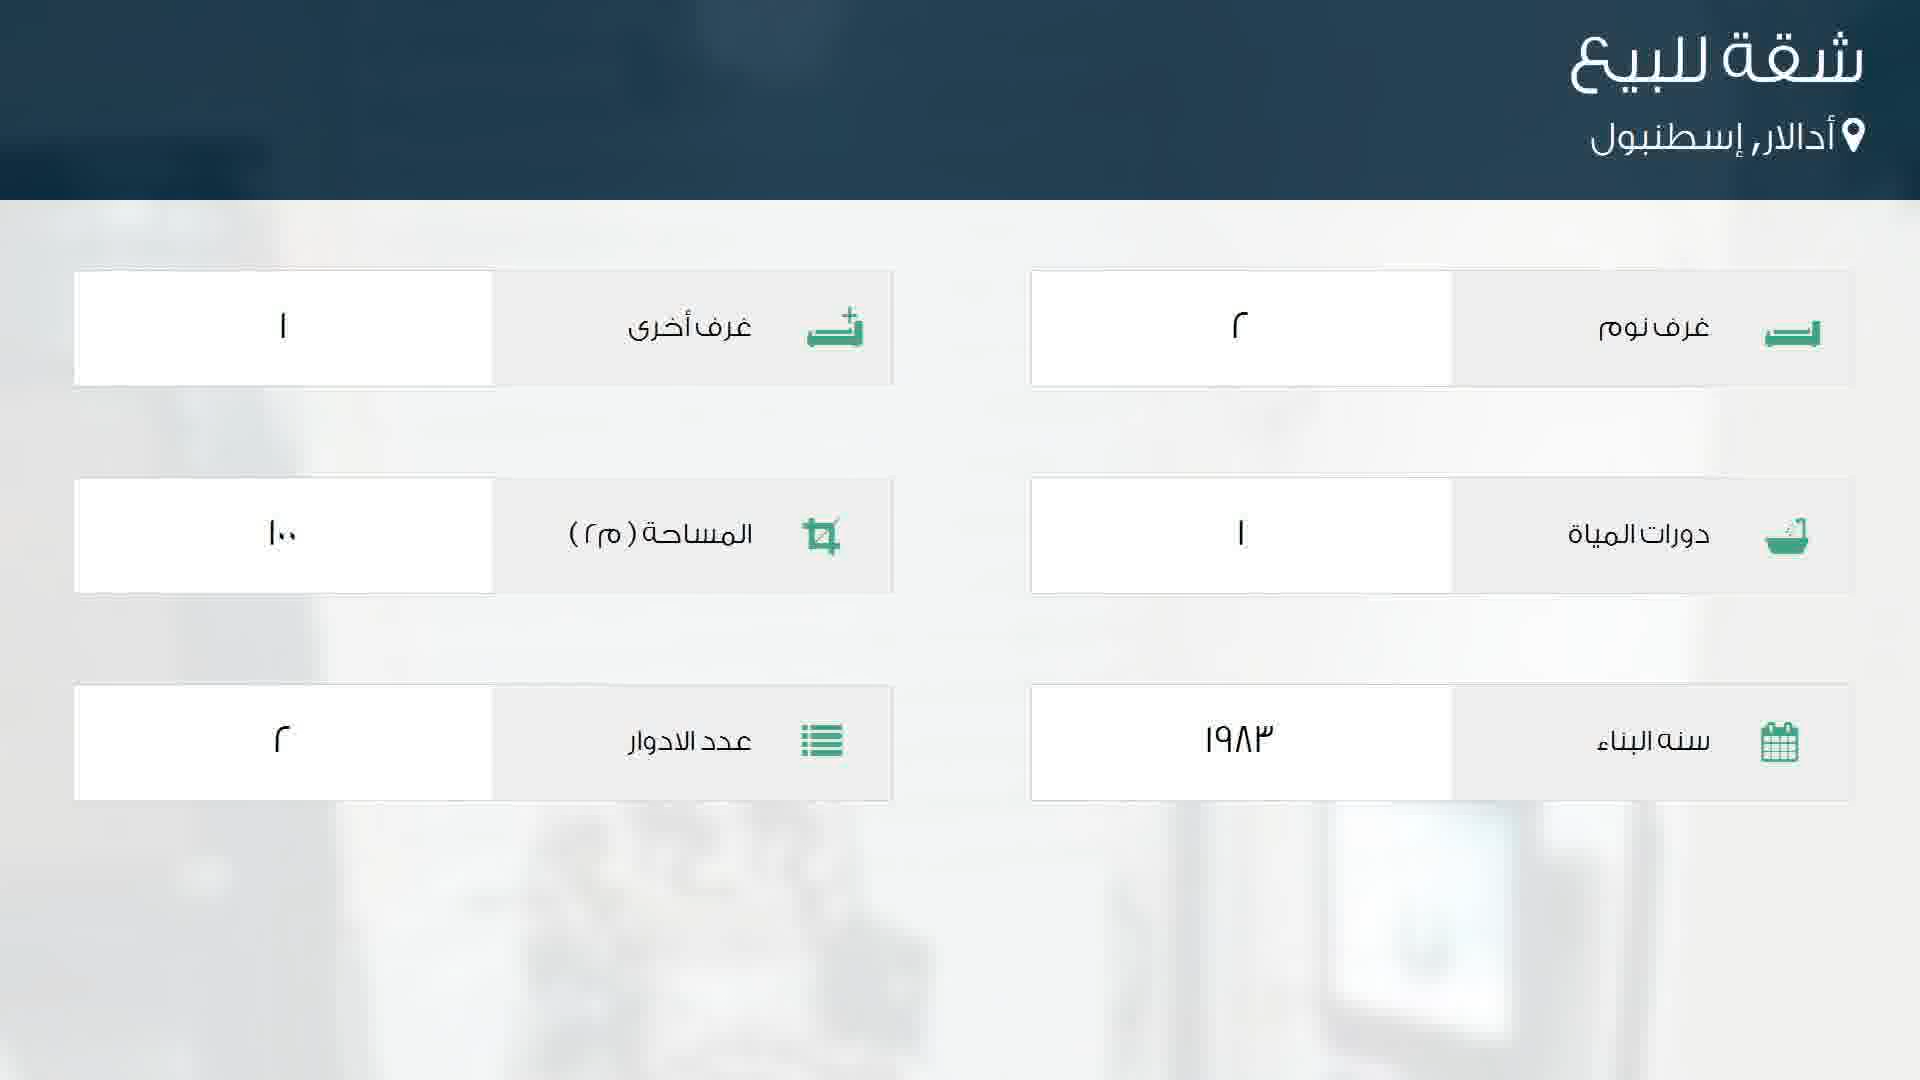 شقة للبيع
أدالار, إسطنبول
غرف نوم ٢
غرف أخرى ١
دورات المياة ١
المساحة ( م٢ ) ١٠٠
سنه البناء ١٩٨٣
عدد الادوار ٢